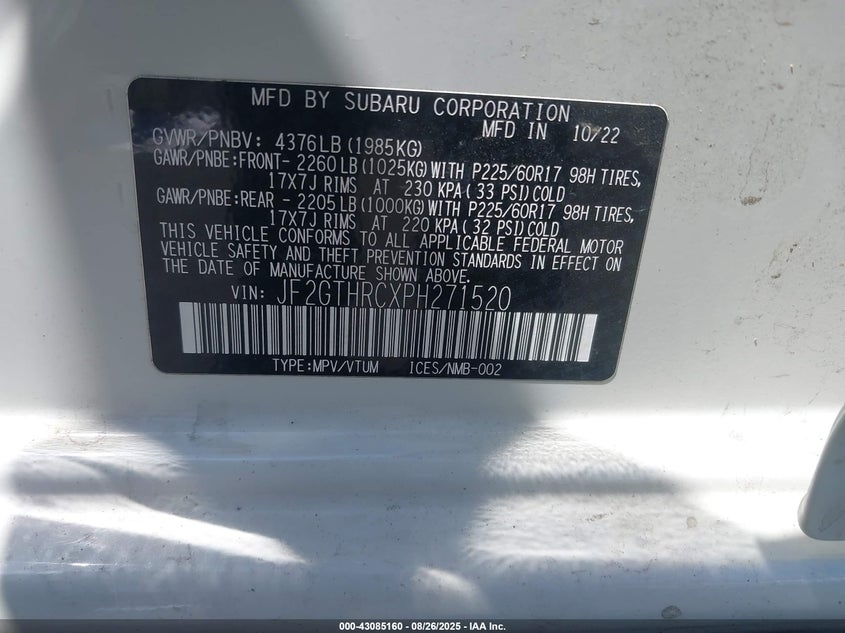 MFD BY SUBARU CORPORATION
MFD IN 10/22
GVWR/PNBV: 4376LB(1985KG)
GAWR/PNBE:FRONT- 2260LB(1025KG)WITH P225/60R17 98H TIRES,
17X7J RIMS AT 230 KPA(33 PSI)COLD
GAWR/PNBE:REAR - 2205LB(1000KG)WITH P225/60R17 98H TIRES,
17X7J RIMS AT 220 KPA(32 PSI)COLD
THIS VEHICLE CONFORMS TO ALL APPLICABLE FEDERAL MOTOR
VEHICLE SAFETY AND THEFT PREVENTION STANDARDS IN EFFECT ON
THE DATE OF MANUFACTURE SHOWN ABOVE.
VIN: JF2GTHRCXPH271520
TYPE:MPV/VTUM ICES/NMB-002
000-43085160 - 08/26/2025 - IAA Inc.